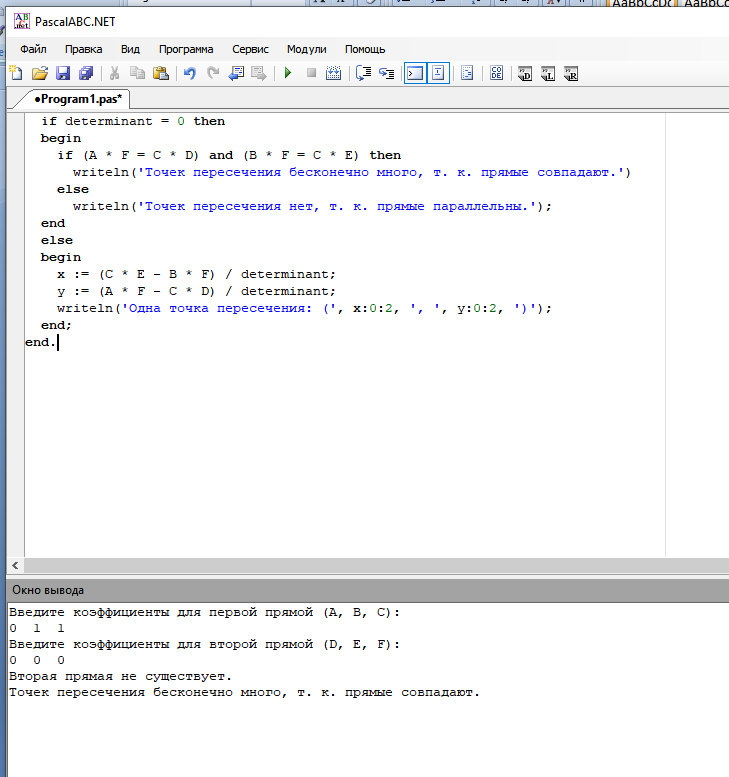 AaBbCcDc AaBbCcDc
PascalABC.NET
Файл Правка Вид Программа Сервис Модули Помощь
•Program1.pas*
if determinant = 0 then
begin
if (A * F = C * D) and (B * F = C * E) then
writeln('Точек пересечения бесконечно много, т. к. прямые совпадают.')
else
writeln('Точек пересечения нет, т. к. прямые параллельны.');
end
else
begin
x := (C * E - B * F) / determinant;
y := (A * F - C * D) / determinant;
writeln('Одна точка пересечения: (', x:0:2, ', ', y:0:2, ')');
end;
end.
Окно вывода
Введите коэффициенты для первой прямой (A, B, C):
0 1 1
Введите коэффициенты для второй прямой (D, E, F):
0 0 0
Вторая прямая не существует.
Точек пересечения бесконечно много, т. к. прямые совпадают.